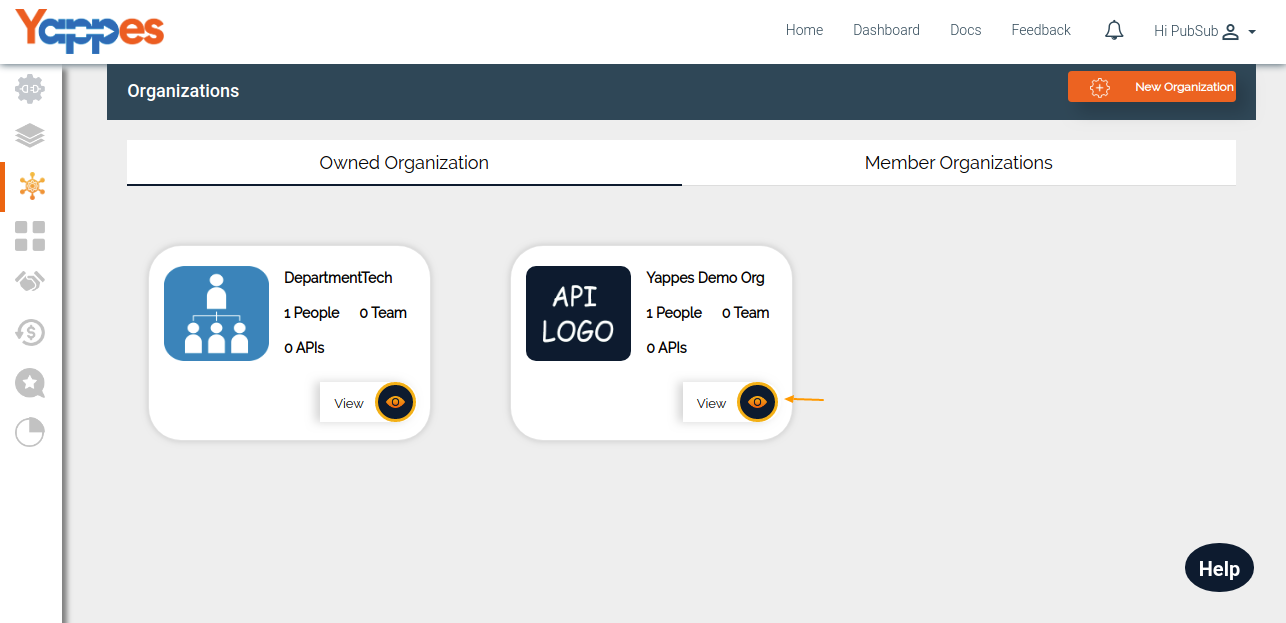 Yappes
Home Dashboard Docs Feedback Hi PubSub
Organizations
New Organization
Owned Organization Member Organizations
DepartmentTech
1 People 0 Team
0 APIs
View
API
LOGO
Yappes Demo Org
1 People 0 Team
0 APIs
View
Help